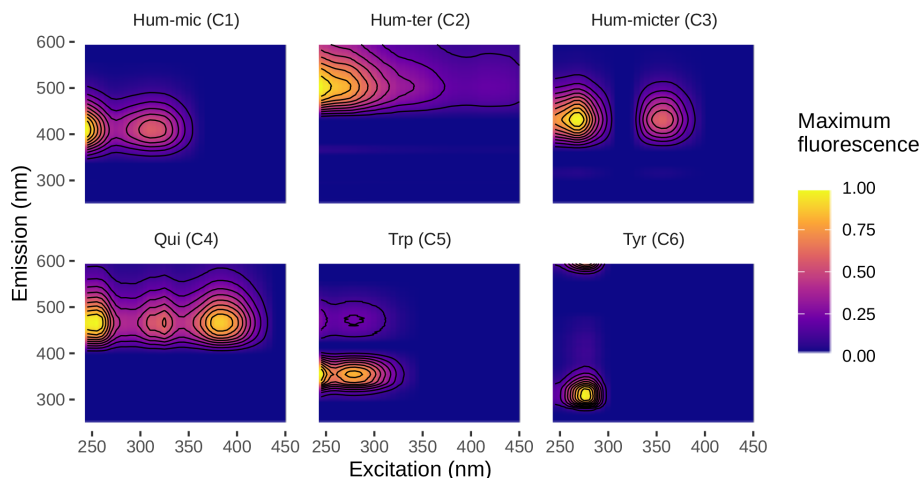 Hum-mic (C1) Hum-ter (C2) Hum-micter (C3)
600
500
400
300
Qui (C4) Trp (C5) Tyr (C6)
600
500
400
300
250 300 350 400 450 250 300 350 400 450 250 300 350 400 450
Excitation (nm)
Emission (nm)
Maximum
fluorescence
1.00
0.75
0.50
0.25
0.00